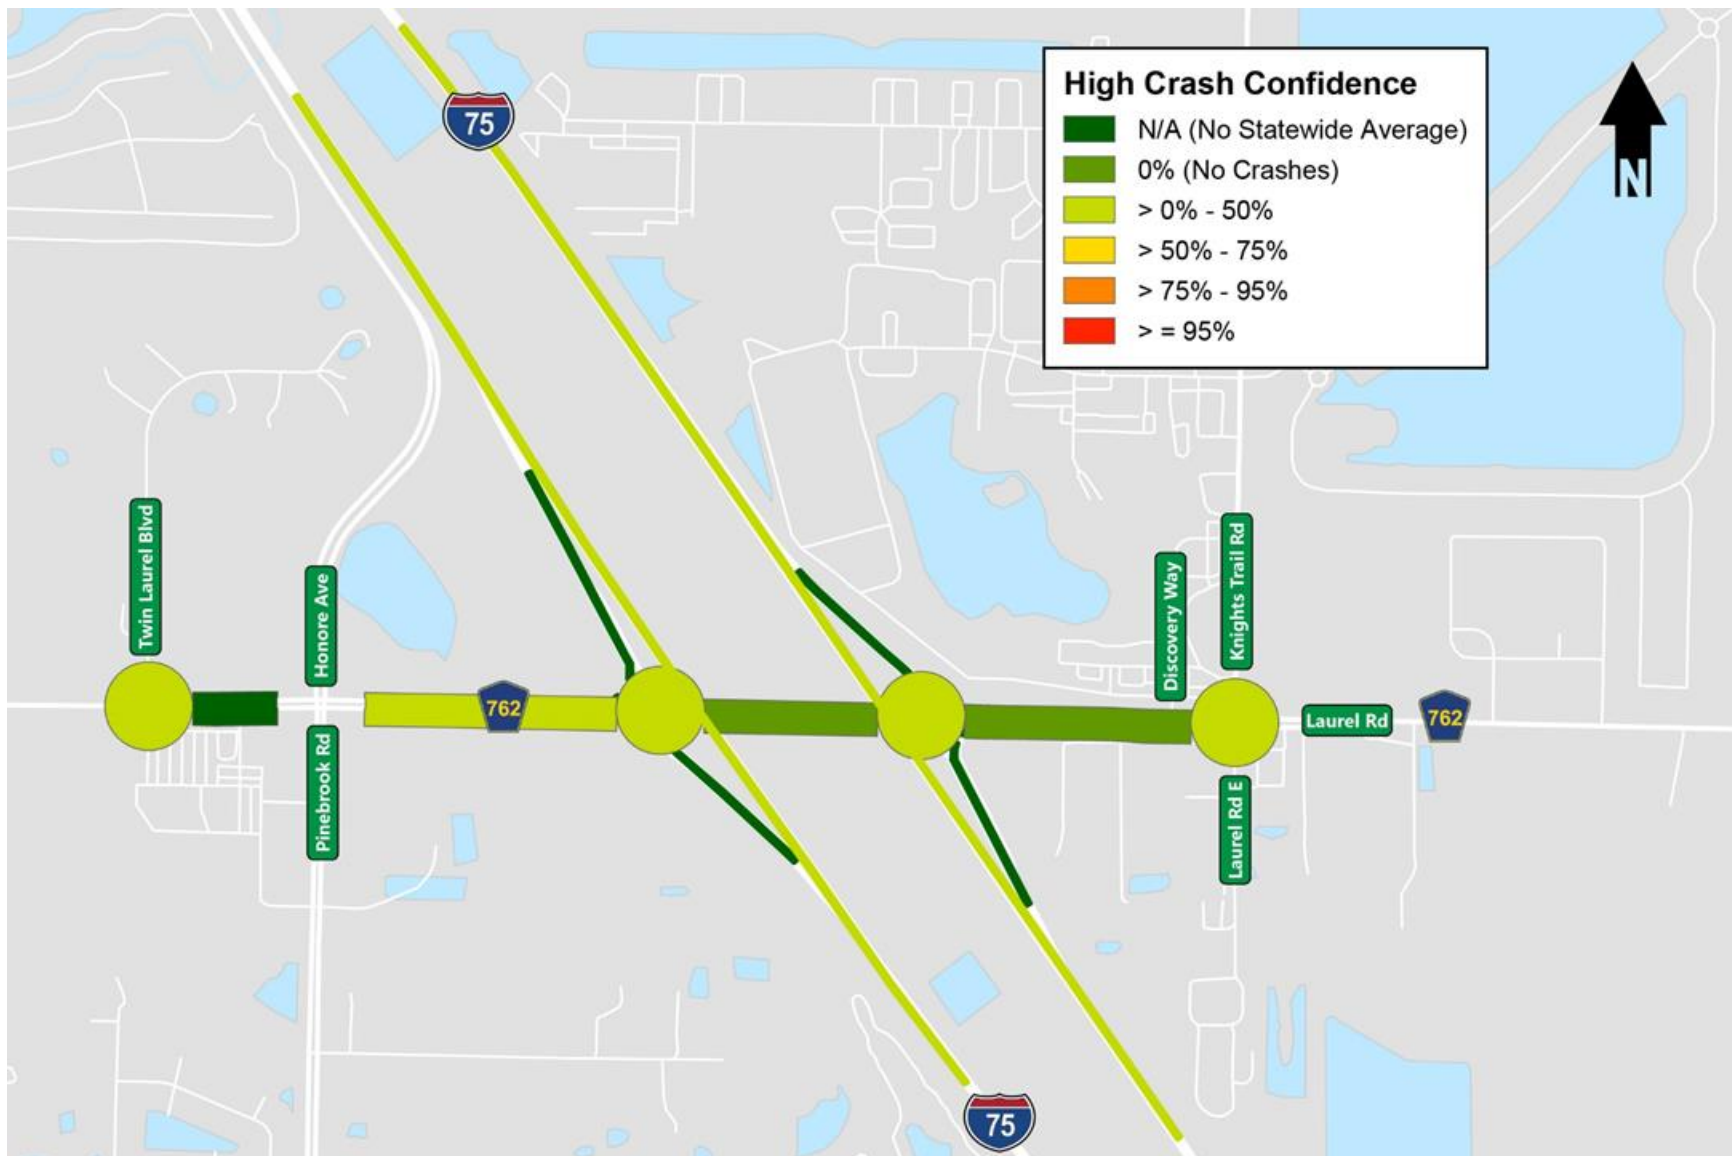 75
High Crash Confidence
N/A (No Statewide Average)
0% (No Crashes)
> 0% - 50%
> 50% - 75%
> 75% - 95%
> = 95%
N
Twin Laurel Blvd
Honore Ave
Discovery Way
Knights Trail Rd
762
Laurel Rd
762
Pinebrook Rd
Laurel Rd E
75